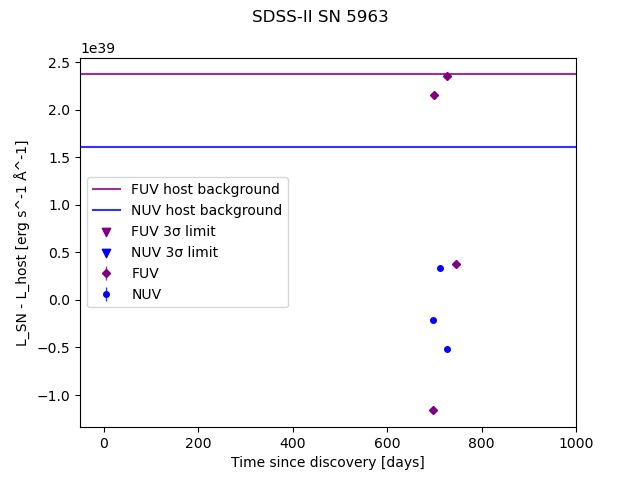 SDSS-II SN 5963
1e39
2.5
2.0
1.5
1.0
0.5
0.0
−0.5
−1.0
L_SN - L_host [erg s^-1 Å^-1]
FUV host background
NUV host background
FUV 3σ limit
NUV 3σ limit
FUV
NUV
0 200 400 600 800 1000
Time since discovery [days]